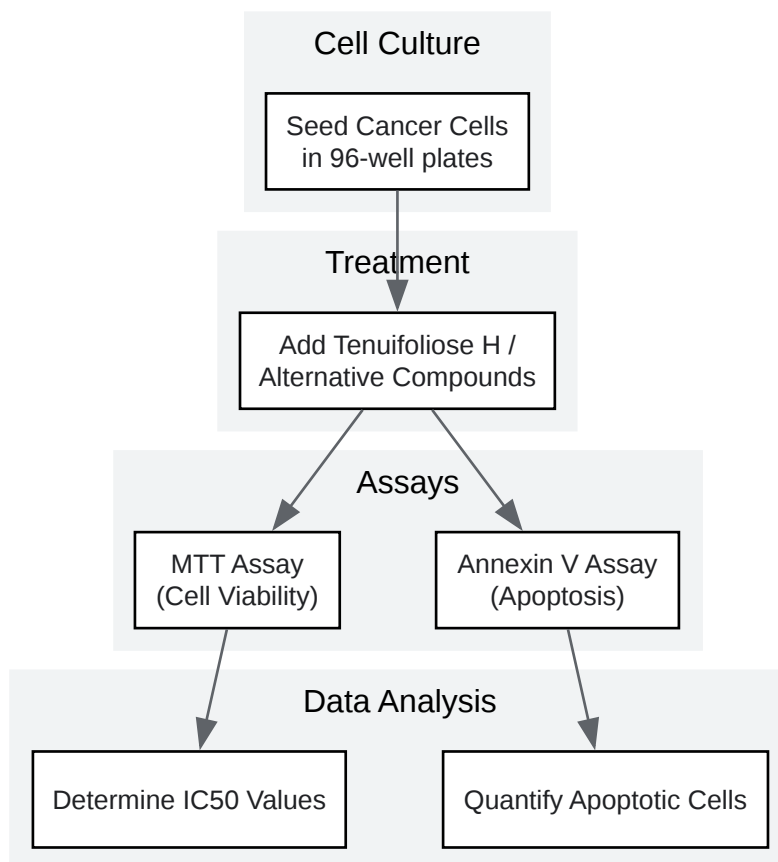 Cell Culture
Seed Cancer Cells
in 96-well plates
Treatment
Add Tenuifoliose H /
Alternative Compounds
Assays
MTT Assay
(Cell Viability)
Annexin V Assay
(Apoptosis)
Data Analysis
Determine IC50 Values
Quantify Apoptotic Cells